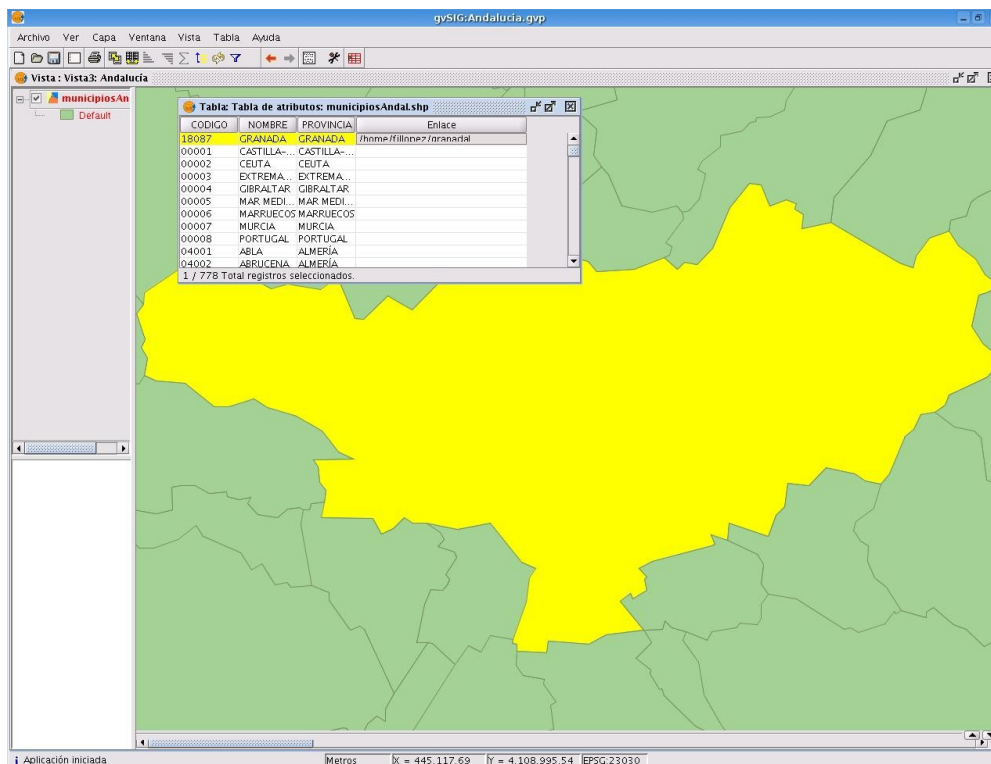 gvSIG:Andalucia.gvp
Archivo Ver Capa Ventana Vista Tabla Ayuda
Vista : Vista3: Andalucía
municipiosAn
Default
Tabla: Tabla de atributos: municipiosAndal.shp
CODIGO NOMBRE PROVINCIA Enlace
18087 GRANADA GRANADA /home/fjllopez/granadal
00001 CASTILLA-... CASTILLA-...
00002 CEUTA CEUTA
00003 EXTREMA... EXTREMA...
00004 GIBRALTAR GIBRALTAR
00005 MAR MEDI... MAR MEDI...
00006 MARRUECOS MARRUECOS
00007 MURCIA MURCIA
00008 PORTUGAL PORTUGAL
04001 ABLA ALMERÍA
04002 ABRUCENA ALMERÍA
1 / 778 Total registros seleccionados.
Aplicación iniciada Metros X = 445.117,69 Y = 4.108.995,54 EPSG:23030